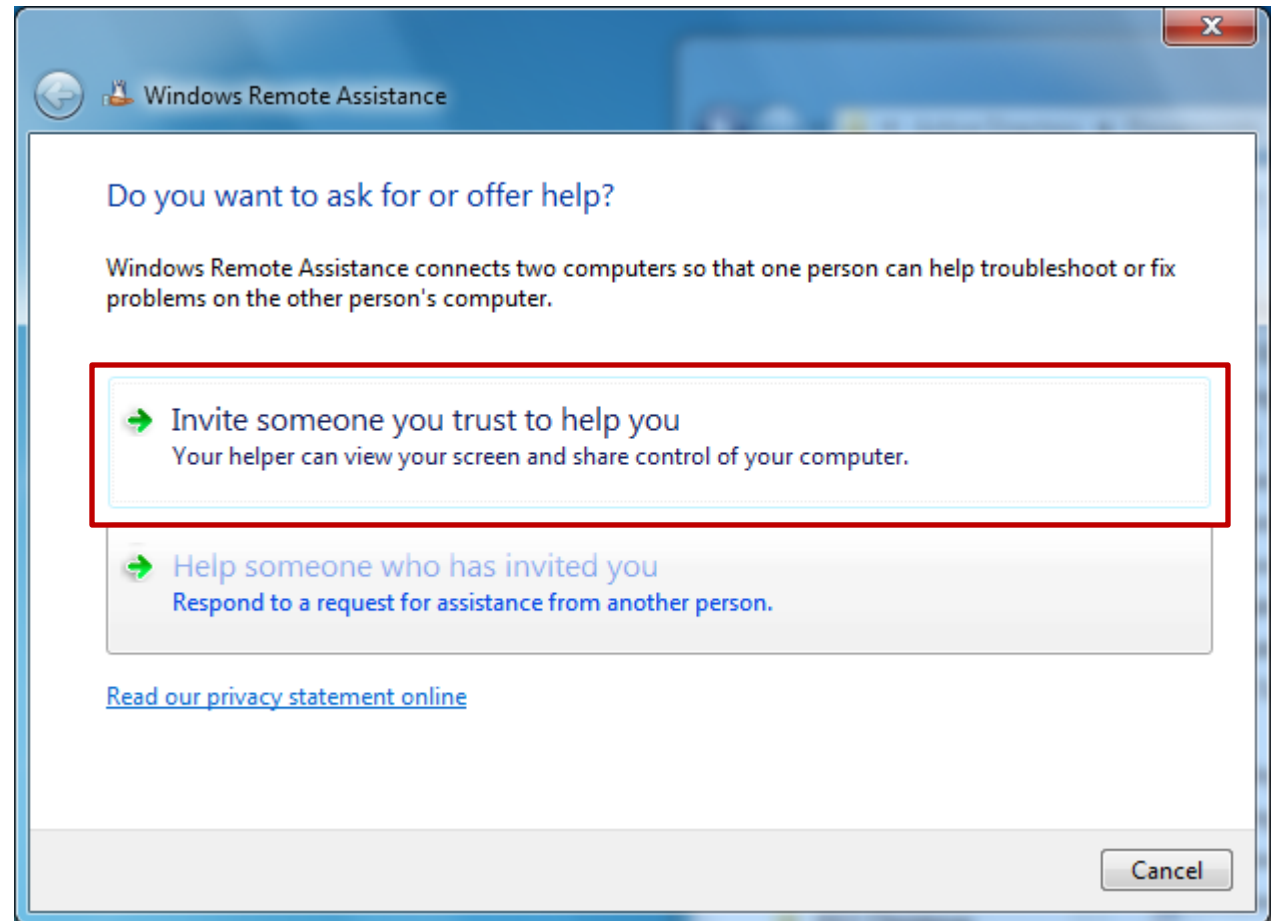 Windows Remote Assistance
Do you want to ask for or offer help?
Windows Remote Assistance connects two computers so that one person can help troubleshoot or fix
problems on the other person's computer.
Invite someone you trust to help you
Your helper can view your screen and share control of your computer.
Help someone who has invited you
Respond to a request for assistance from another person.
Read our privacy statement online
Cancel